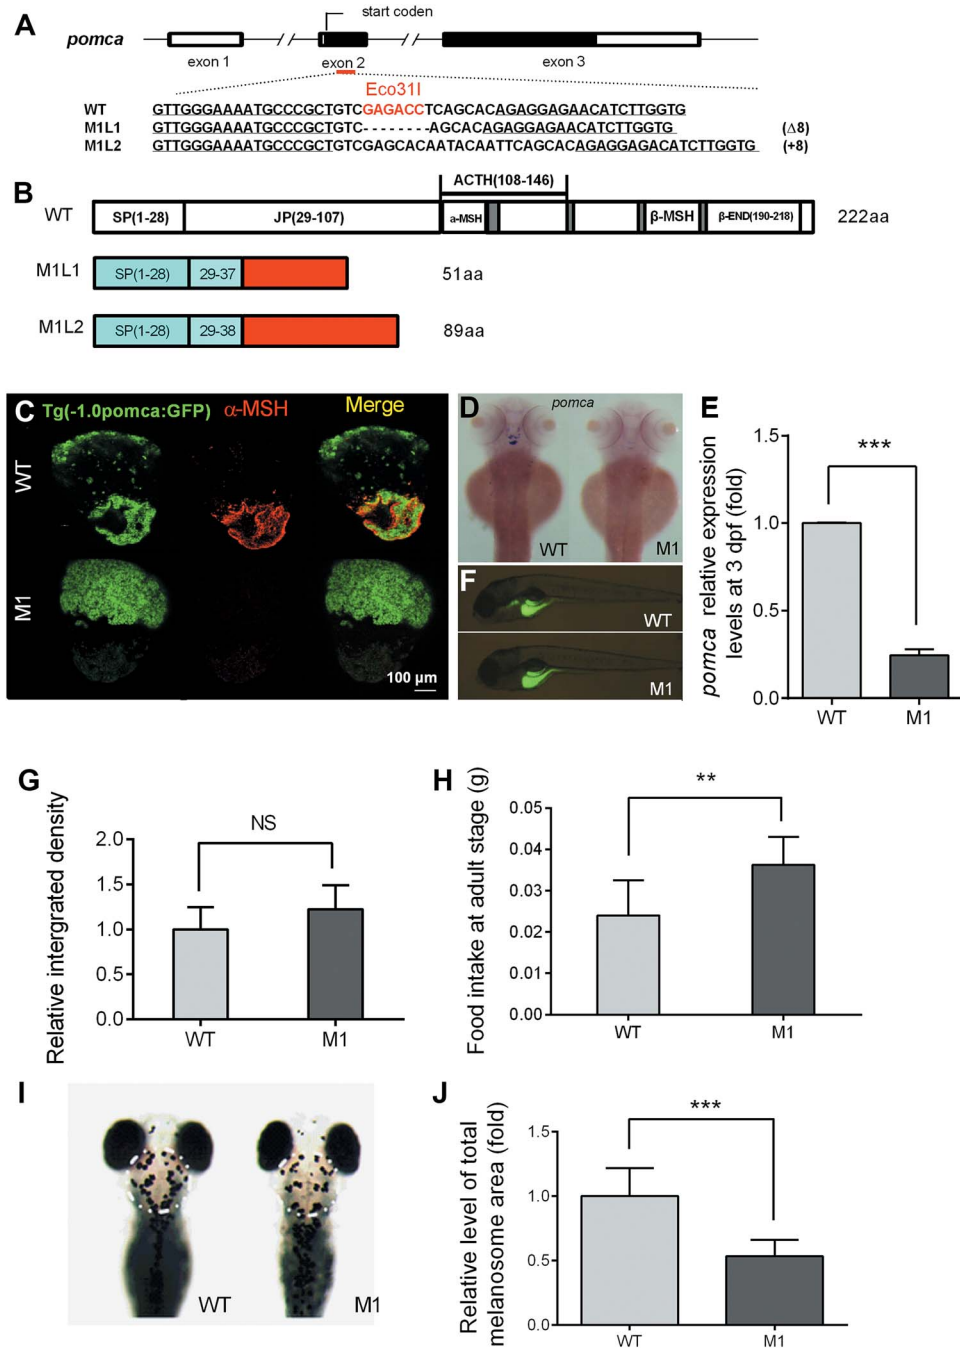 A
start coden
pomca
exon 1
exon 2
exon 3
Eco31I
WT GTTGGGAAAATGCCCGCTGTCGAGACCTCAGCACAGAGGAGAACATCTTGGTG
M1L1 GTTGGGAAAATGCCCGCTGTC--------AGCACAGAGGAGAACATCTTGGTG (Δ8)
M1L2 GTTGGGAAAATGCCCGCTGTCGAGCACAATACAATTCAGCACAGAGGAGACATCTTGGTG (+8)
B
ACTH(108-146)
WT SP(1-28) JP(29-107) a-MSH β-MSH β-END(190-218) 222aa
M1L1 SP(1-28) 29-37 51aa
M1L2 SP(1-28) 29-38 89aa
C Tg(-1.0pomca:GFP) α-MSH Merge
WT
M1
100 μm
D pomca
WT M1
E
pomca relative expression levels at 3 dpf (fold)
1.5
1.0
0.5
0.0
***
WT M1
F
WT
M1
G
Relative intergrated density
2.0
1.5
1.0
0.5
0.0
NS
WT M1
H
Food intake at adult stage (g)
0.05
0.04
0.03
0.02
0.01
0.00
**
WT M1
I
WT M1
J
Relative level of total melanosome area (fold)
1.5
1.0
0.5
0.0
***
WT M1